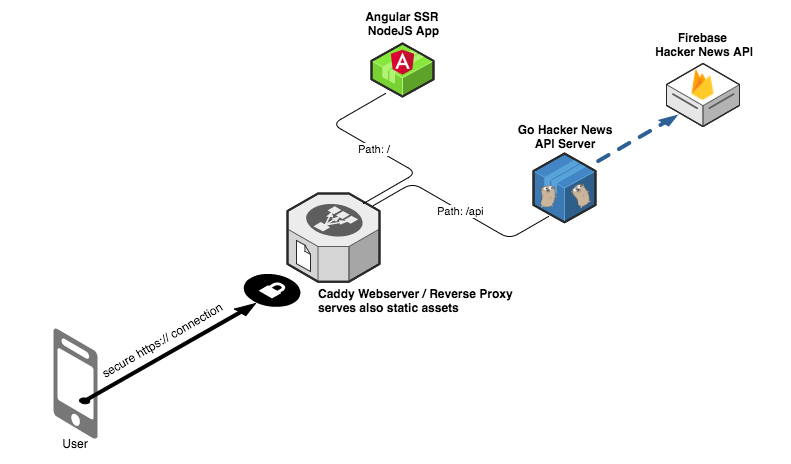 Angular SSR
NodeJS App
Firebase
Hacker News API
Go Hacker News
API Server
Path: /
Path: /api
Caddy Webserver / Reverse Proxy
serves also static assets
secure https:// connection
User
A